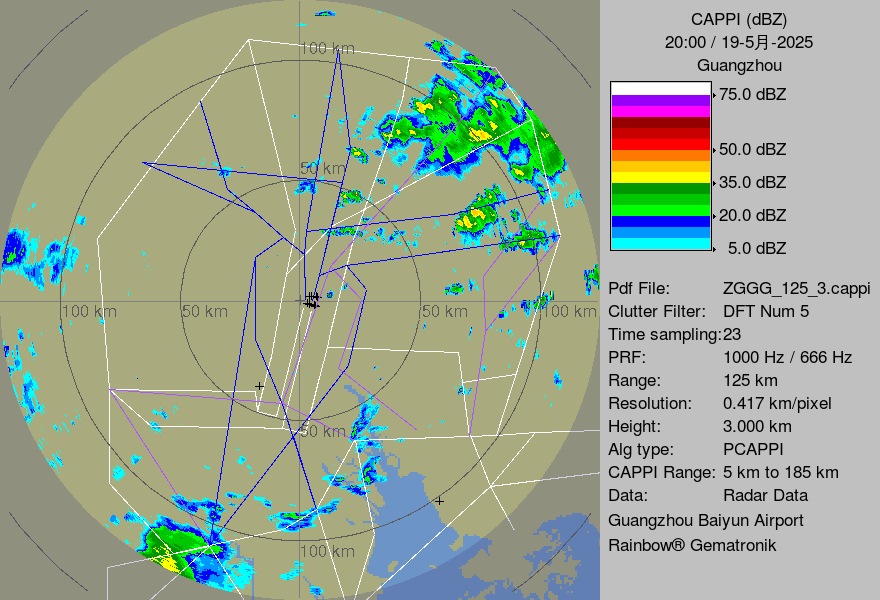 CAPPI (dBZ)
20:00 / 19-5月-2025
Guangzhou
75.0 dBZ
50.0 dBZ
35.0 dBZ
20.0 dBZ
5.0 dBZ
Pdf File: ZGGG_125_3.cappi
Clutter Filter: DFT Num 5
Time sampling:23
PRF: 1000 Hz / 666 Hz
Range: 125 km
Resolution: 0.417 km/pixel
Height: 3.000 km
Alg type: PCAPPI
CAPPI Range: 5 km to 185 km
Data: Radar Data
Guangzhou Baiyun Airport
Rainbow® Gematronik
100 km
50 km
100 km
50 km
50 km
100 km
50 km
100 km